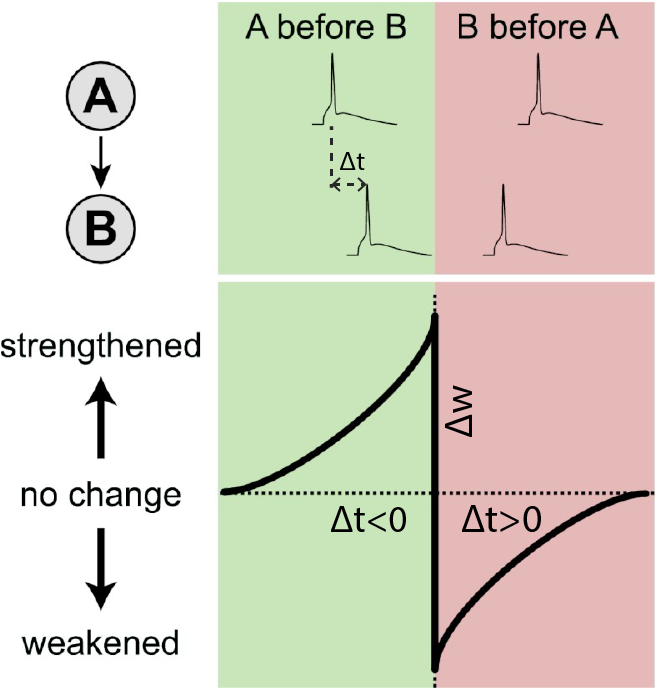 A before B
B before A
A
Δt
B
strengthened
Δw
no change
Δt<0
Δt>0
weakened